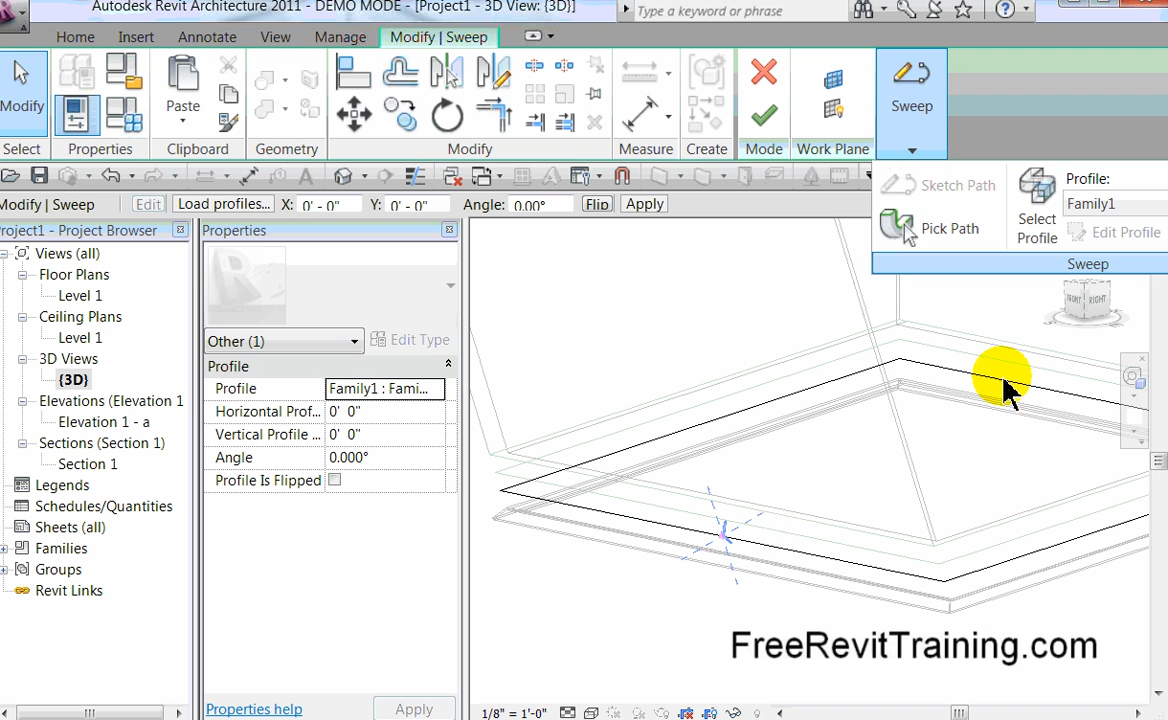 Autodesk Revit Architecture 2011 - DEMO MODE - [Project1 - 3D View: {3D}]
Type a keyword or phrase
Home Insert Annotate View Manage Modify | Sweep
Modify
Paste
Sweep
Select Properties Clipboard Geometry Modify Measure Create Mode Work Plane
Sketch Path
Pick Path
Select
Profile
Profile:
Family1
Edit Profile
Sweep
Modify | Sweep Edit Load profiles... X: 0' - 0" Y: 0' - 0" Angle: 0.00° Flip Apply
Project1 - Project Browser
Views (all)
Floor Plans
Level 1
Ceiling Plans
Level 1
3D Views
{3D}
Elevations (Elevation 1
Elevation 1 - a
Sections (Section 1)
Section 1
Legends
Schedules/Quantities
Sheets (all)
Families
Groups
Revit Links
Properties
Other (1)
Edit Type
Profile
Profile Family1 : Fami...
Horizontal Prof... 0' 0"
Vertical Profile ... 0' 0"
Angle 0.000°
Profile Is Flipped
Properties help
Apply
FRONT RIGHT
FreeRevitTraining.com
1/8" = 1'-0"